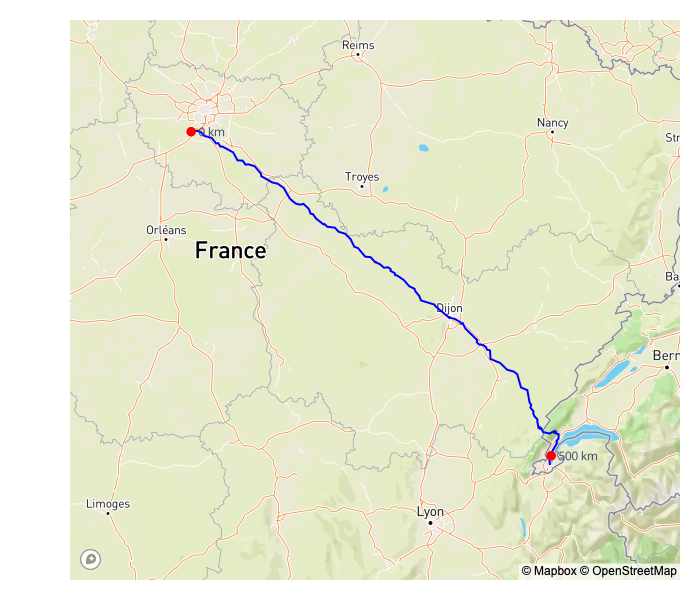 Reims
0 km
Nancy
Str
Troyes
Orléans
France
Ba
Dijon
Bern
500 km
Limoges
Lyon
© Mapbox © OpenStreetMap